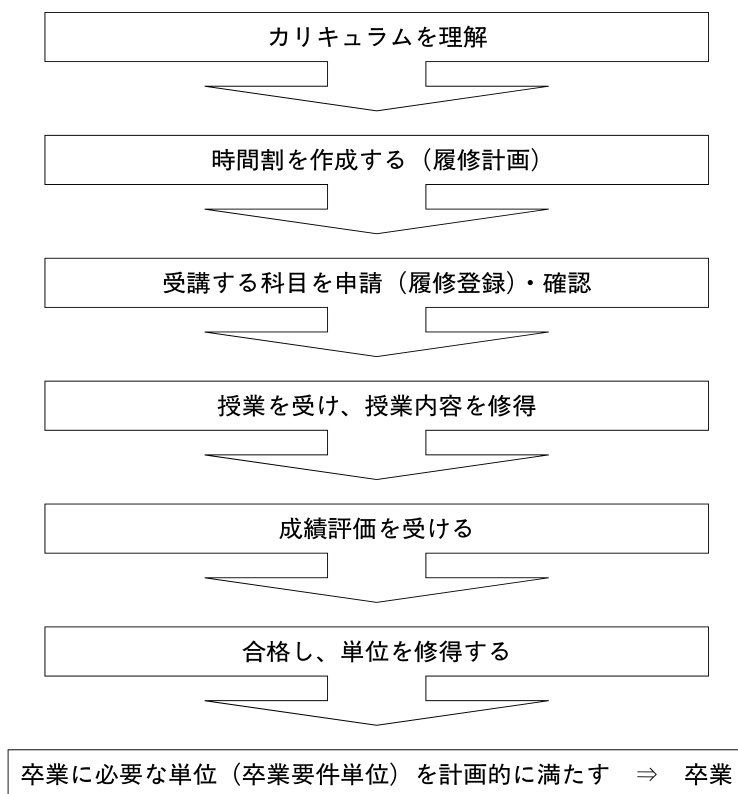 カリキュラムを理解
時間割を作成する（履修計画）
受講する科目を申請（履修登録）・確認
授業を受け、授業内容を修得
成績評価を受ける
合格し、単位を修得する
卒業に必要な単位（卒業要件単位）を計画的に満たす　⇒　卒業